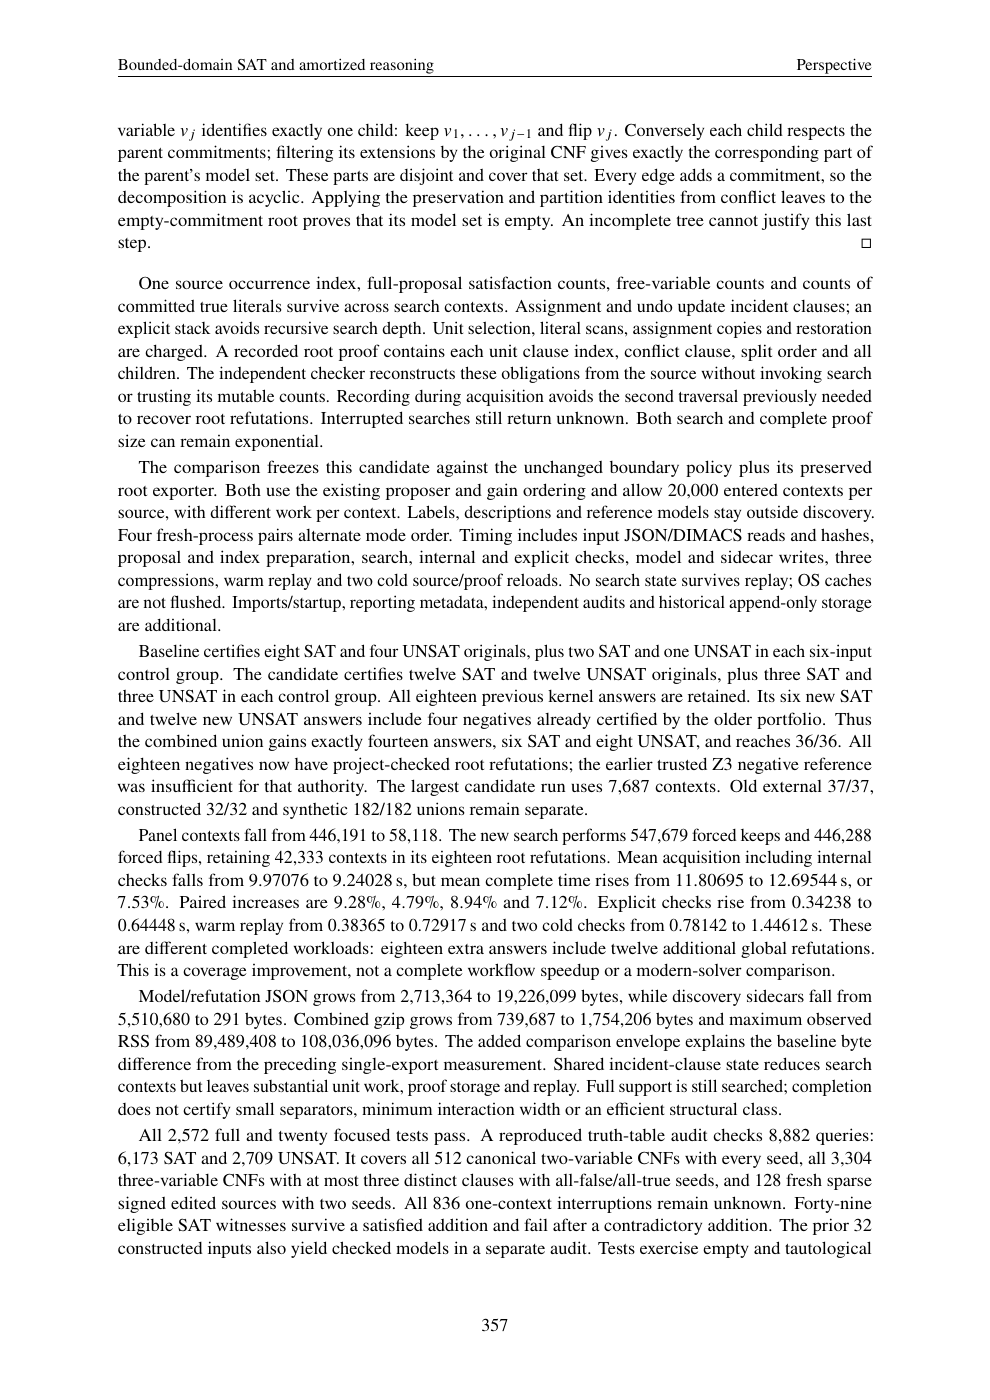 Bounded-domain SAT and amortized reasoning Perspective
variable v_j identifies exactly one child: keep v_1, . . . , v_{j−1} and flip v_j. Conversely each child respects the
parent commitments; filtering its extensions by the original CNF gives exactly the corresponding part of
the parent's model set. These parts are disjoint and cover that set. Every edge adds a commitment, so the
decomposition is acyclic. Applying the preservation and partition identities from conflict leaves to the
empty-commitment root proves that its model set is empty. An incomplete tree cannot justify this last
step. □
One source occurrence index, full-proposal satisfaction counts, free-variable counts and counts of
committed true literals survive across search contexts. Assignment and undo update incident clauses; an
explicit stack avoids recursive search depth. Unit selection, literal scans, assignment copies and restoration
are charged. A recorded root proof contains each unit clause index, conflict clause, split order and all
children. The independent checker reconstructs these obligations from the source without invoking search
or trusting its mutable counts. Recording during acquisition avoids the second traversal previously needed
to recover root refutations. Interrupted searches still return unknown. Both search and complete proof
size can remain exponential.
The comparison freezes this candidate against the unchanged boundary policy plus its preserved
root exporter. Both use the existing proposer and gain ordering and allow 20,000 entered contexts per
source, with different work per context. Labels, descriptions and reference models stay outside discovery.
Four fresh-process pairs alternate mode order. Timing includes input JSON/DIMACS reads and hashes,
proposal and index preparation, search, internal and explicit checks, model and sidecar writes, three
compressions, warm replay and two cold source/proof reloads. No search state survives replay; OS caches
are not flushed. Imports/startup, reporting metadata, independent audits and historical append-only storage
are additional.
Baseline certifies eight SAT and four UNSAT originals, plus two SAT and one UNSAT in each six-input
control group. The candidate certifies twelve SAT and twelve UNSAT originals, plus three SAT and
three UNSAT in each control group. All eighteen previous kernel answers are retained. Its six new SAT
and twelve new UNSAT answers include four negatives already certified by the older portfolio. Thus
the combined union gains exactly fourteen answers, six SAT and eight UNSAT, and reaches 36/36. All
eighteen negatives now have project-checked root refutations; the earlier trusted Z3 negative reference
was insufficient for that authority. The largest candidate run uses 7,687 contexts. Old external 37/37,
constructed 32/32 and synthetic 182/182 unions remain separate.
Panel contexts fall from 446,191 to 58,118. The new search performs 547,679 forced keeps and 446,288
forced flips, retaining 42,333 contexts in its eighteen root refutations. Mean acquisition including internal
checks falls from 9.97076 to 9.24028 s, but mean complete time rises from 11.80695 to 12.69544 s, or
7.53%. Paired increases are 9.28%, 4.79%, 8.94% and 7.12%. Explicit checks rise from 0.34238 to
0.64448 s, warm replay from 0.38365 to 0.72917 s and two cold checks from 0.78142 to 1.44612 s. These
are different completed workloads: eighteen extra answers include twelve additional global refutations.
This is a coverage improvement, not a complete workflow speedup or a modern-solver comparison.
Model/refutation JSON grows from 2,713,364 to 19,226,099 bytes, while discovery sidecars fall from
5,510,680 to 291 bytes. Combined gzip grows from 739,687 to 1,754,206 bytes and maximum observed
RSS from 89,489,408 to 108,036,096 bytes. The added comparison envelope explains the baseline byte
difference from the preceding single-export measurement. Shared incident-clause state reduces search
contexts but leaves substantial unit work, proof storage and replay. Full support is still searched; completion
does not certify small separators, minimum interaction width or an efficient structural class.
All 2,572 full and twenty focused tests pass. A reproduced truth-table audit checks 8,882 queries:
6,173 SAT and 2,709 UNSAT. It covers all 512 canonical two-variable CNFs with every seed, all 3,304
three-variable CNFs with at most three distinct clauses with all-false/all-true seeds, and 128 fresh sparse
signed edited sources with two seeds. All 836 one-context interruptions remain unknown. Forty-nine
eligible SAT witnesses survive a satisfied addition and fail after a contradictory addition. The prior 32
constructed inputs also yield checked models in a separate audit. Tests exercise empty and tautological
357